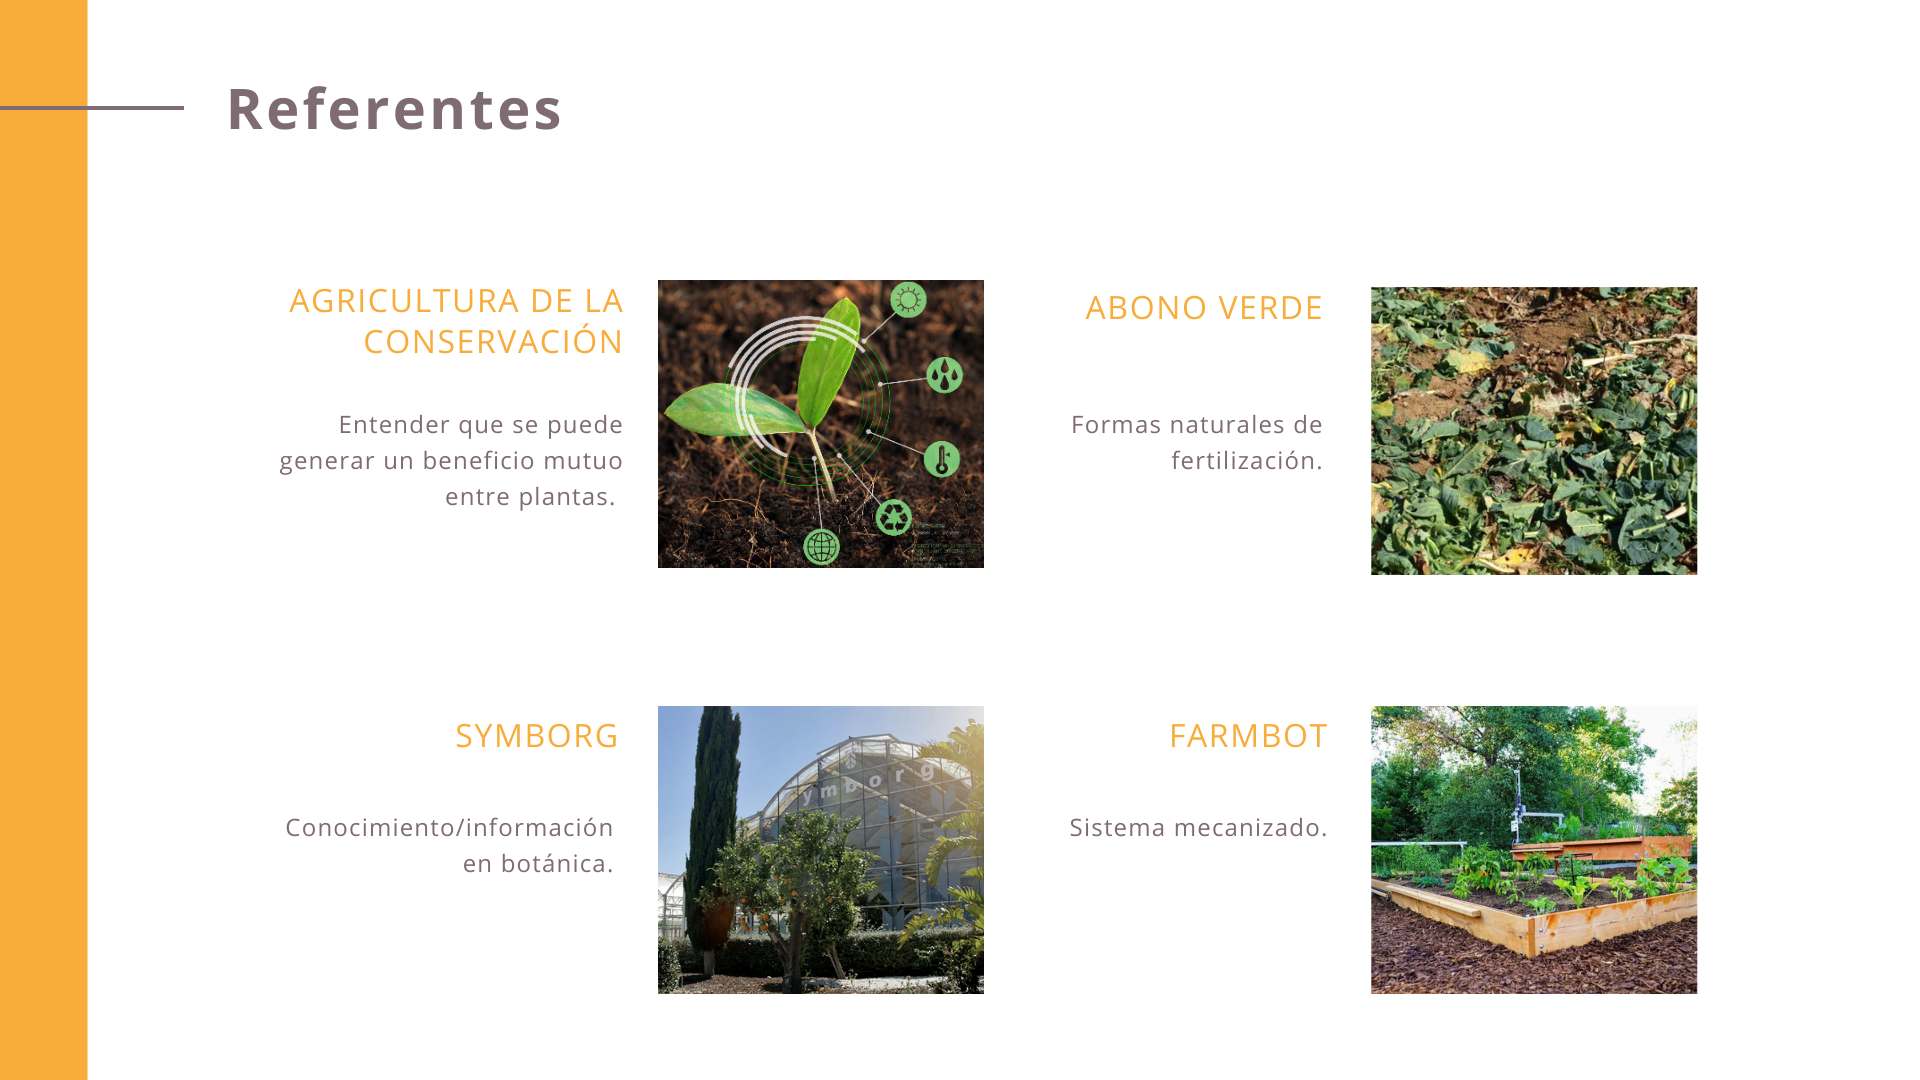 Referentes
AGRICULTURA DE LA
CONSERVACIÓN
Entender que se puede
generar un beneficio mutuo
entre plantas.
ABONO VERDE
Formas naturales de
fertilización.
SYMBORG
Conocimiento/información
en botánica.
symborg
FARMBOT
Sistema mecanizado.